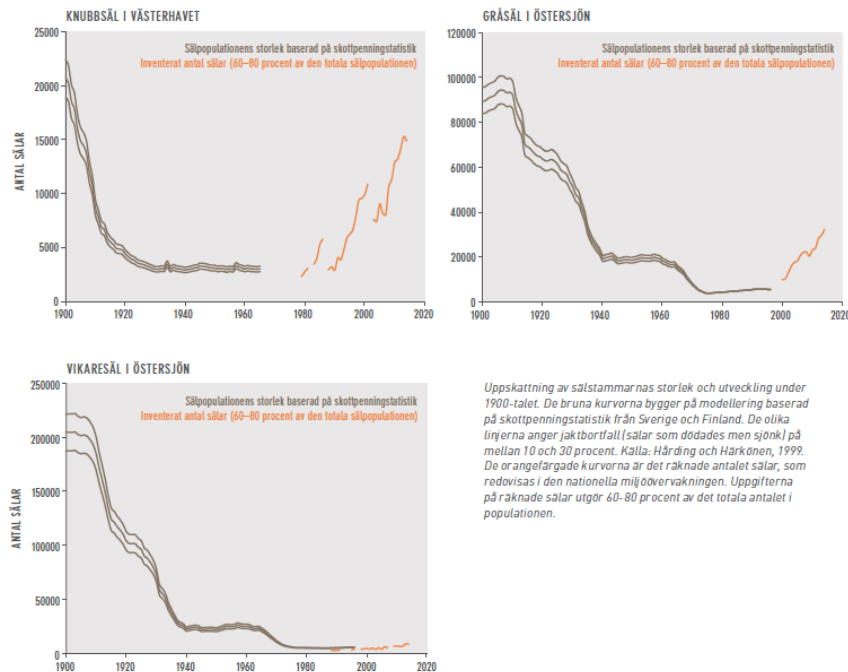 KNUBBSÄL I VÄSTERHAVET
Sälpopulationens storlek baserad på skottpenningstatistik
Inventerat antal sälar (60–80 procent av den totala sälpopulationen)
ANTAL SÄLAR
25000
20000
15000
10000
5000
0
1900
1920
1940
1960
1980
2000
2020
GRÅSÄL I ÖSTERSJÖN
Sälpopulationens storlek baserad på skottpenningstatistik
Inventerat antal sälar (60–80 procent av den totala sälpopulationen)
120000
100000
80000
60000
40000
20000
0
1900
1920
1940
1960
1980
2000
2020
VIKARESÄL I ÖSTERSJÖN
Sälpopulationens storlek baserad på skottpenningstatistik
Inventerat antal sälar (60–80 procent av den totala sälpopulationen)
ANTAL SÄLAR
250000
200000
150000
100000
50000
0
1900
1920
1940
1960
1980
2000
2020
Uppskattning av sälstammarnas storlek och utveckling under
1900-talet. De bruna kurvorna bygger på modellering baserad
på skottpenningstatistik från Sverige och Finland. De olika
linjerna anger jaktbortfall (sälar som dödades men sjönk) på
mellan 10 och 30 procent. Källa: Hårding och Härkönen, 1999.
De orangefärgade kurvorna är det räknade antalet sälar, som
redovisas i den nationella miljöövervakningen. Uppgifterna
på räknade sälar utgör 60-80 procent av det totala antalet i
populationen.